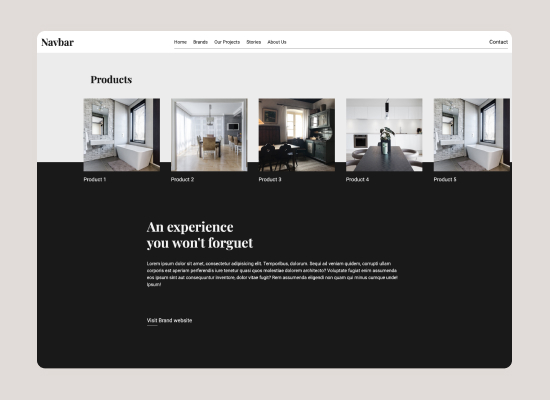 Navbar
Home Brands Our Projects Stories About Us
Contact
Products
Product 1
Product 2
Product 3
Product 4
Product 5
An experience
you won't forguet
Lorem ipsum dolor sit amet, consectetur adipisicing elit. Temporibus, dolorum. Sequi ad veniam quidem, corrupti ullam
corporis est aperiam perferendis iure tenetur quasi quos molestiae dolorem architecto? Voluptate fugiat enim assumenda
eos ipsum sint aut consequuntur inventore, dolor vitae fugit? Rem assumenda eligendi non quam qui minus cumque unde!
Ipsum!
Visit Brand website